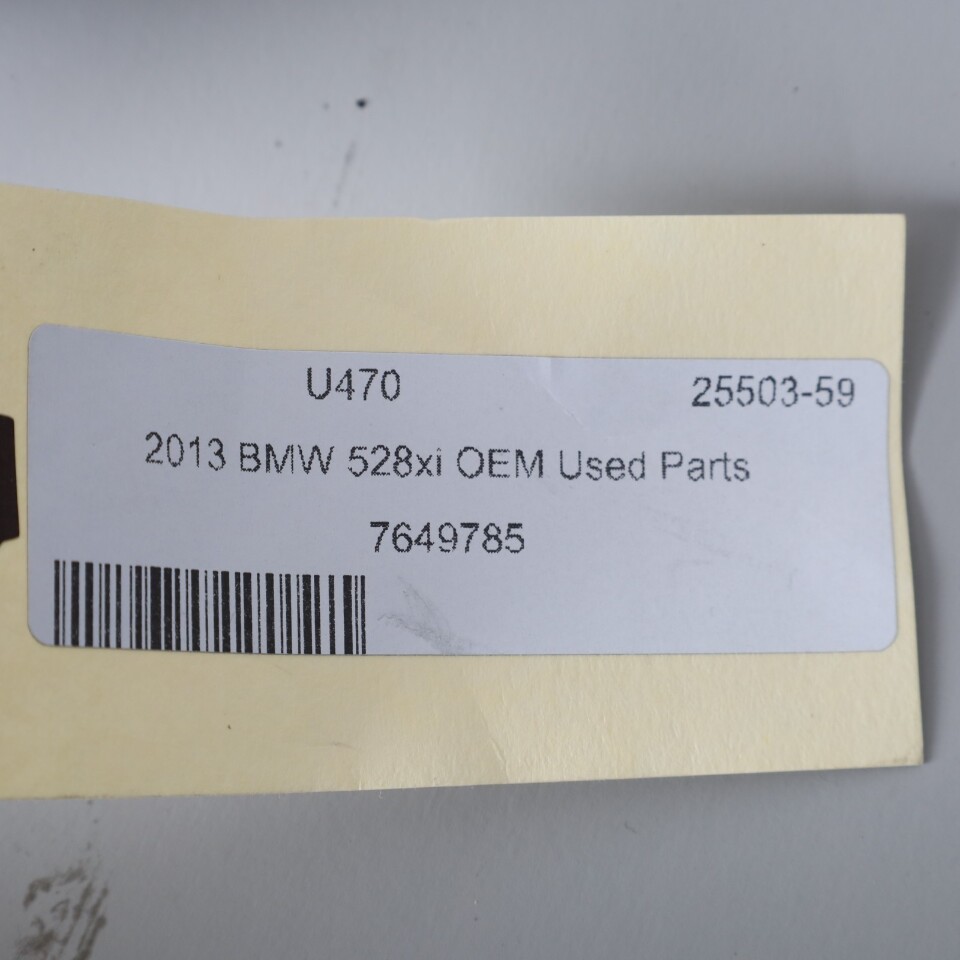 U470 25503-59
2013 BMW 528xi OEM Used Parts
7649785